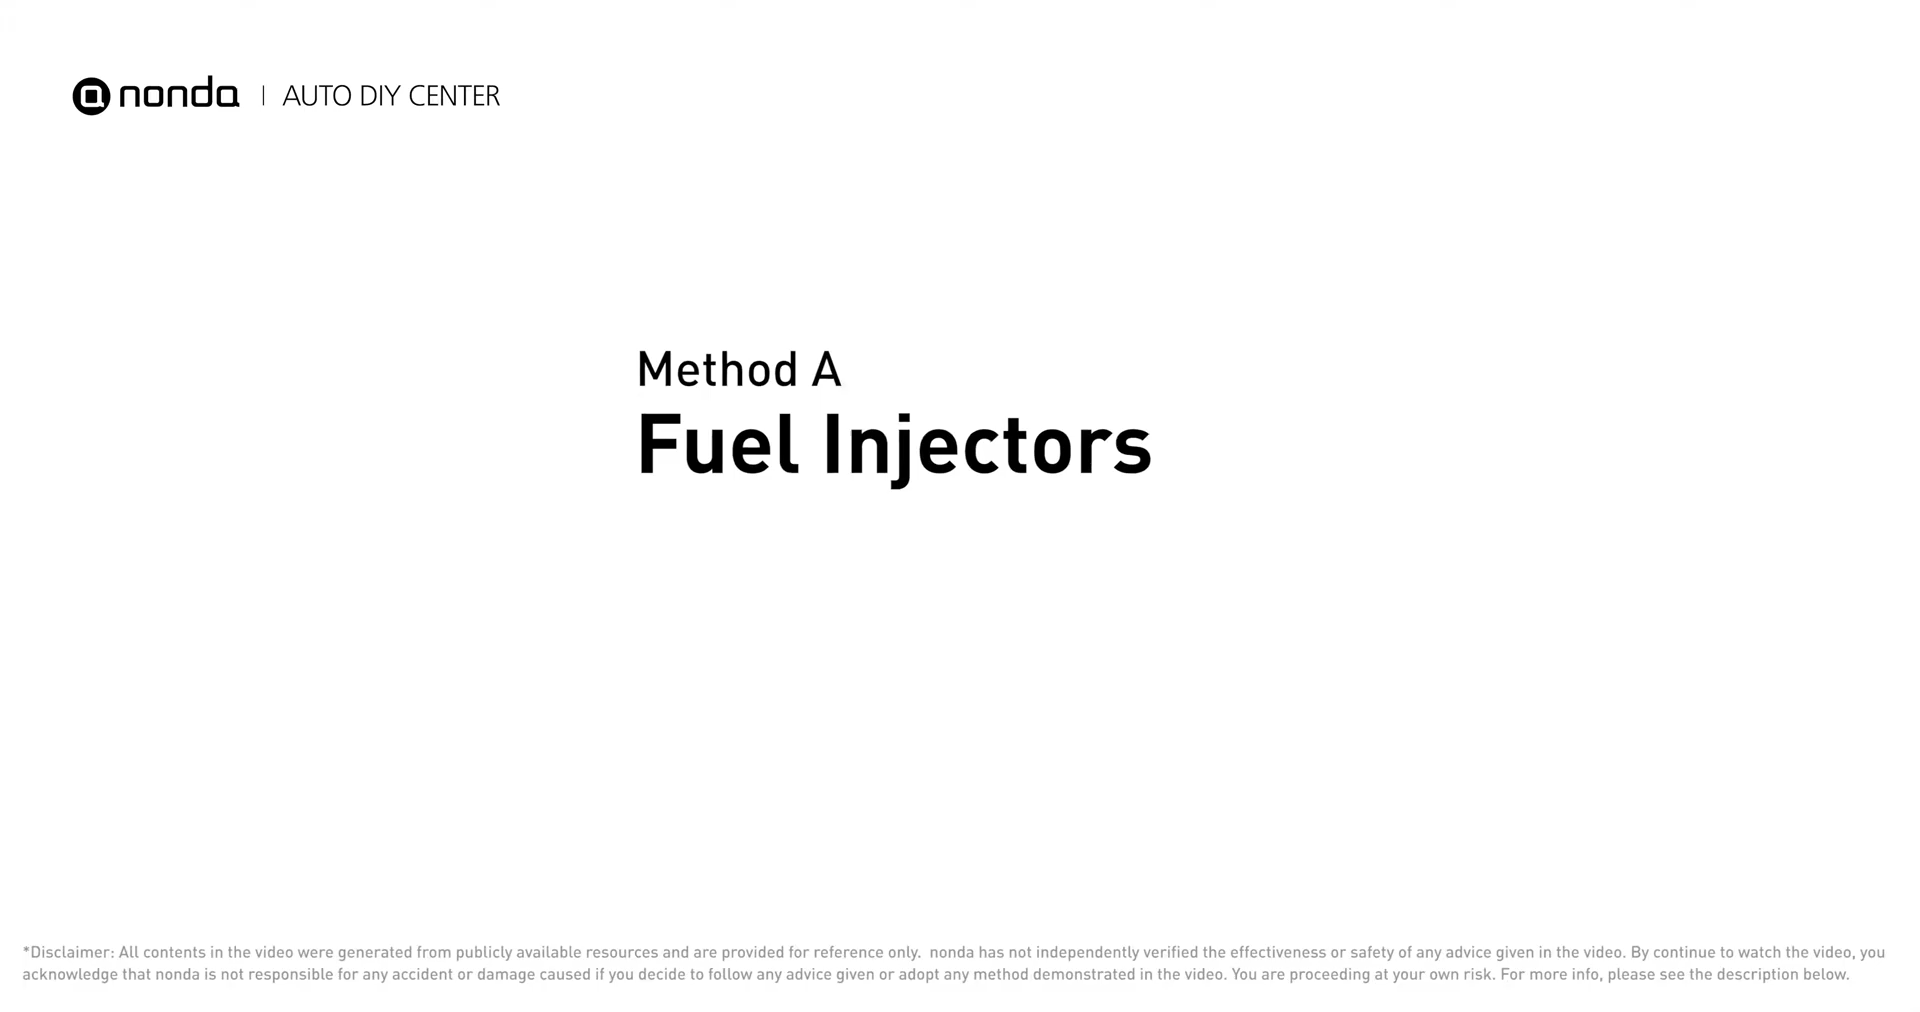 nonda | AUTO DIY CENTER
Method A
Fuel Injectors
*Disclaimer: All contents in the video were generated from publicly available resources and are provided for reference only.  nonda has not independently verified the effectiveness or safety of any advice given in the video. By continue to watch the video, you
acknowledge that nonda is not responsible for any accident or damage caused if you decide to follow any advice given or adopt any method demonstrated in the video. You are proceeding at your own risk. For more info, please see the description below.